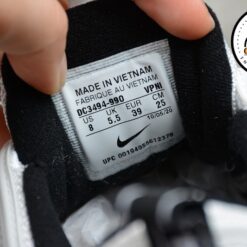 MADE IN VIETNAM
FABRIQUE AU VIETNAM
DC3494-990 VPNI
US UK EUR CM
8 5.5 39 25